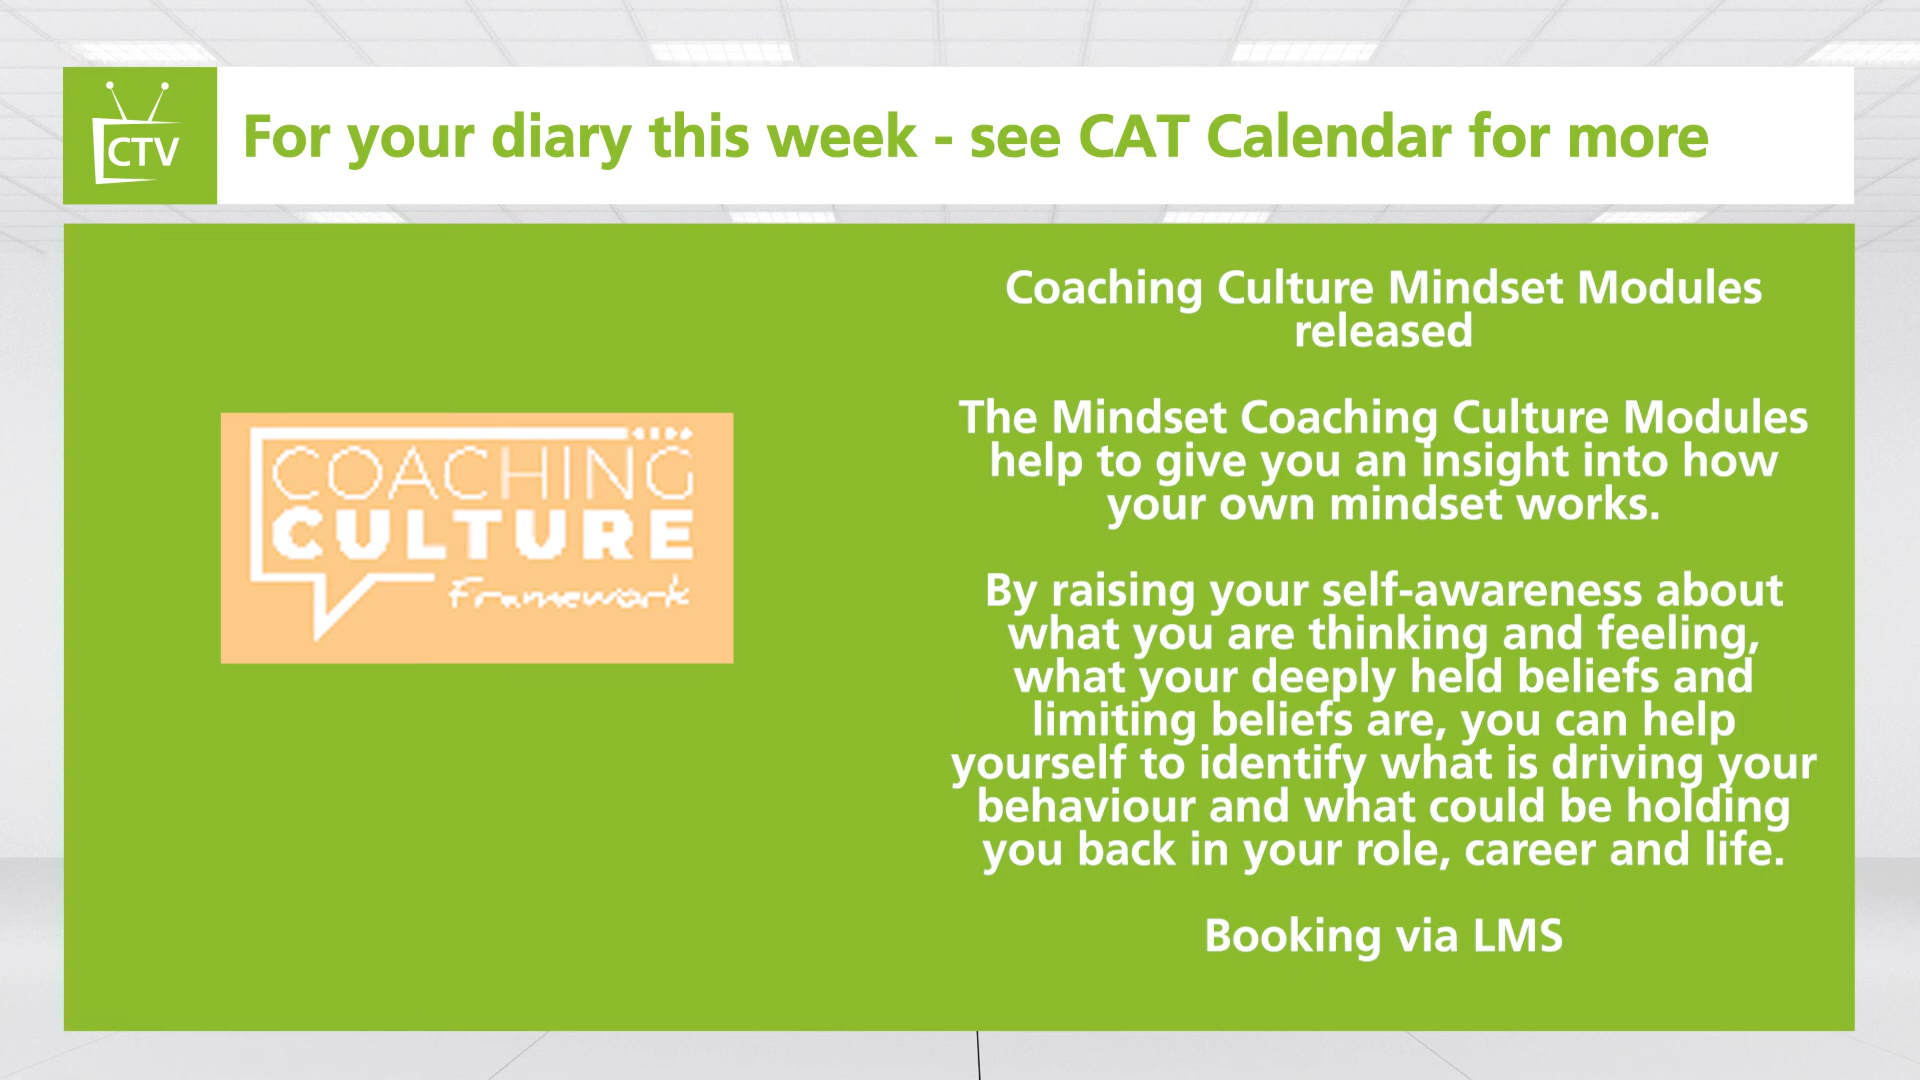 CTV
For your diary this week - see CAT Calendar for more
COACHING
CULTURE
Framework
Coaching Culture Mindset Modules
released
The Mindset Coaching Culture Modules
help to give you an insight into how
your own mindset works.
By raising your self-awareness about
what you are thinking and feeling,
what your deeply held beliefs and
limiting beliefs are, you can help
yourself to identify what is driving your
behaviour and what could be holding
you back in your role, career and life.
Booking via LMS